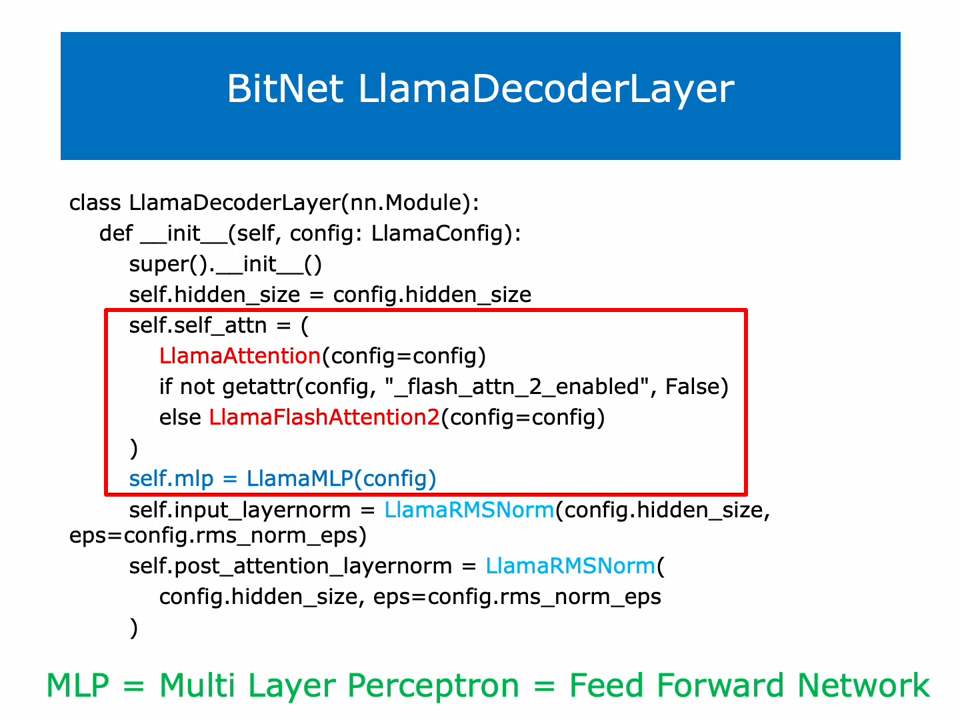 BitNet LlamaDecoderLayer
class LlamaDecoderLayer(nn.Module):
def __init__(self, config: LlamaConfig):
super().__init__()
self.hidden_size = config.hidden_size
self.self_attn = (
LlamaAttention(config=config)
if not getattr(config, "_flash_attn_2_enabled", False)
else LlamaFlashAttention2(config=config)
)
self.mlp = LlamaMLP(config)
self.input_layernorm = LlamaRMSNorm(config.hidden_size,
eps=config.rms_norm_eps)
self.post_attention_layernorm = LlamaRMSNorm(
config.hidden_size, eps=config.rms_norm_eps
)
MLP = Multi Layer Perceptron = Feed Forward Network